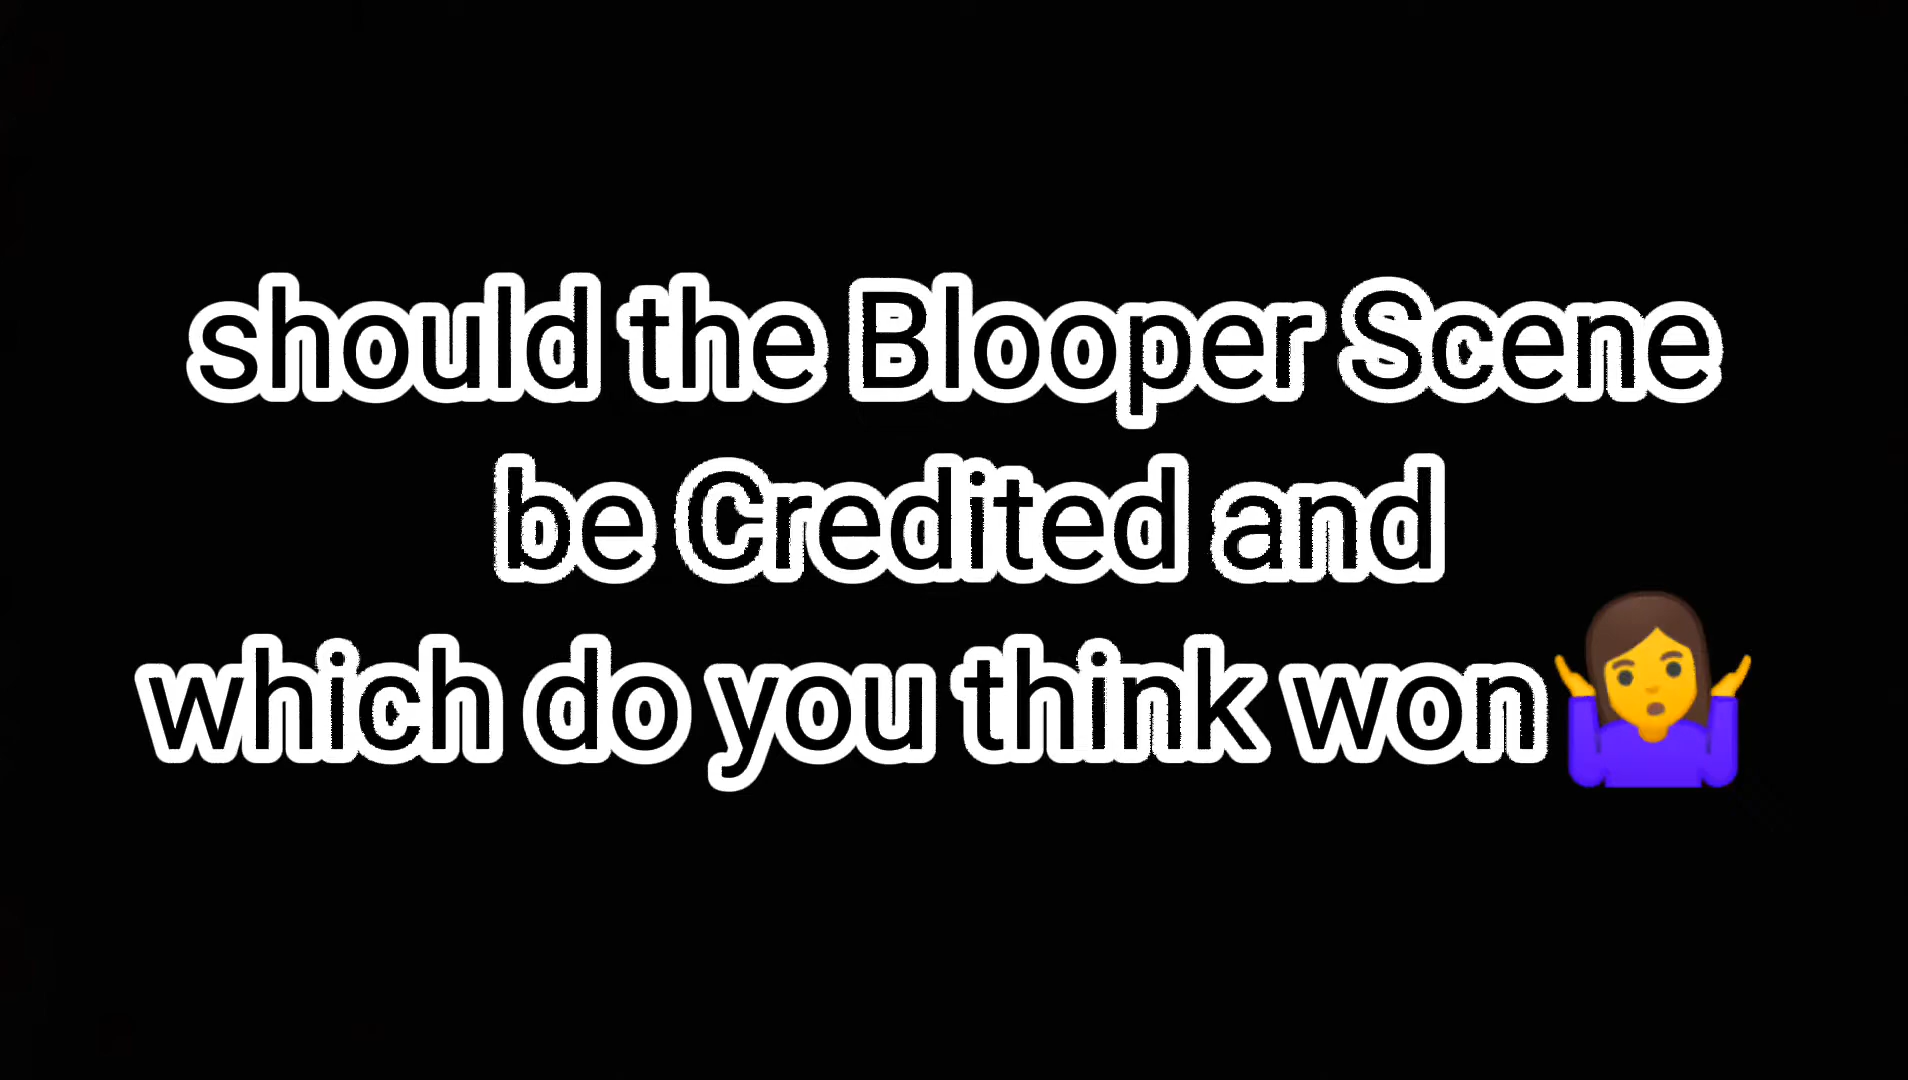 should the Blooper Scene
be Credited and
which do you think won🤷‍♀️